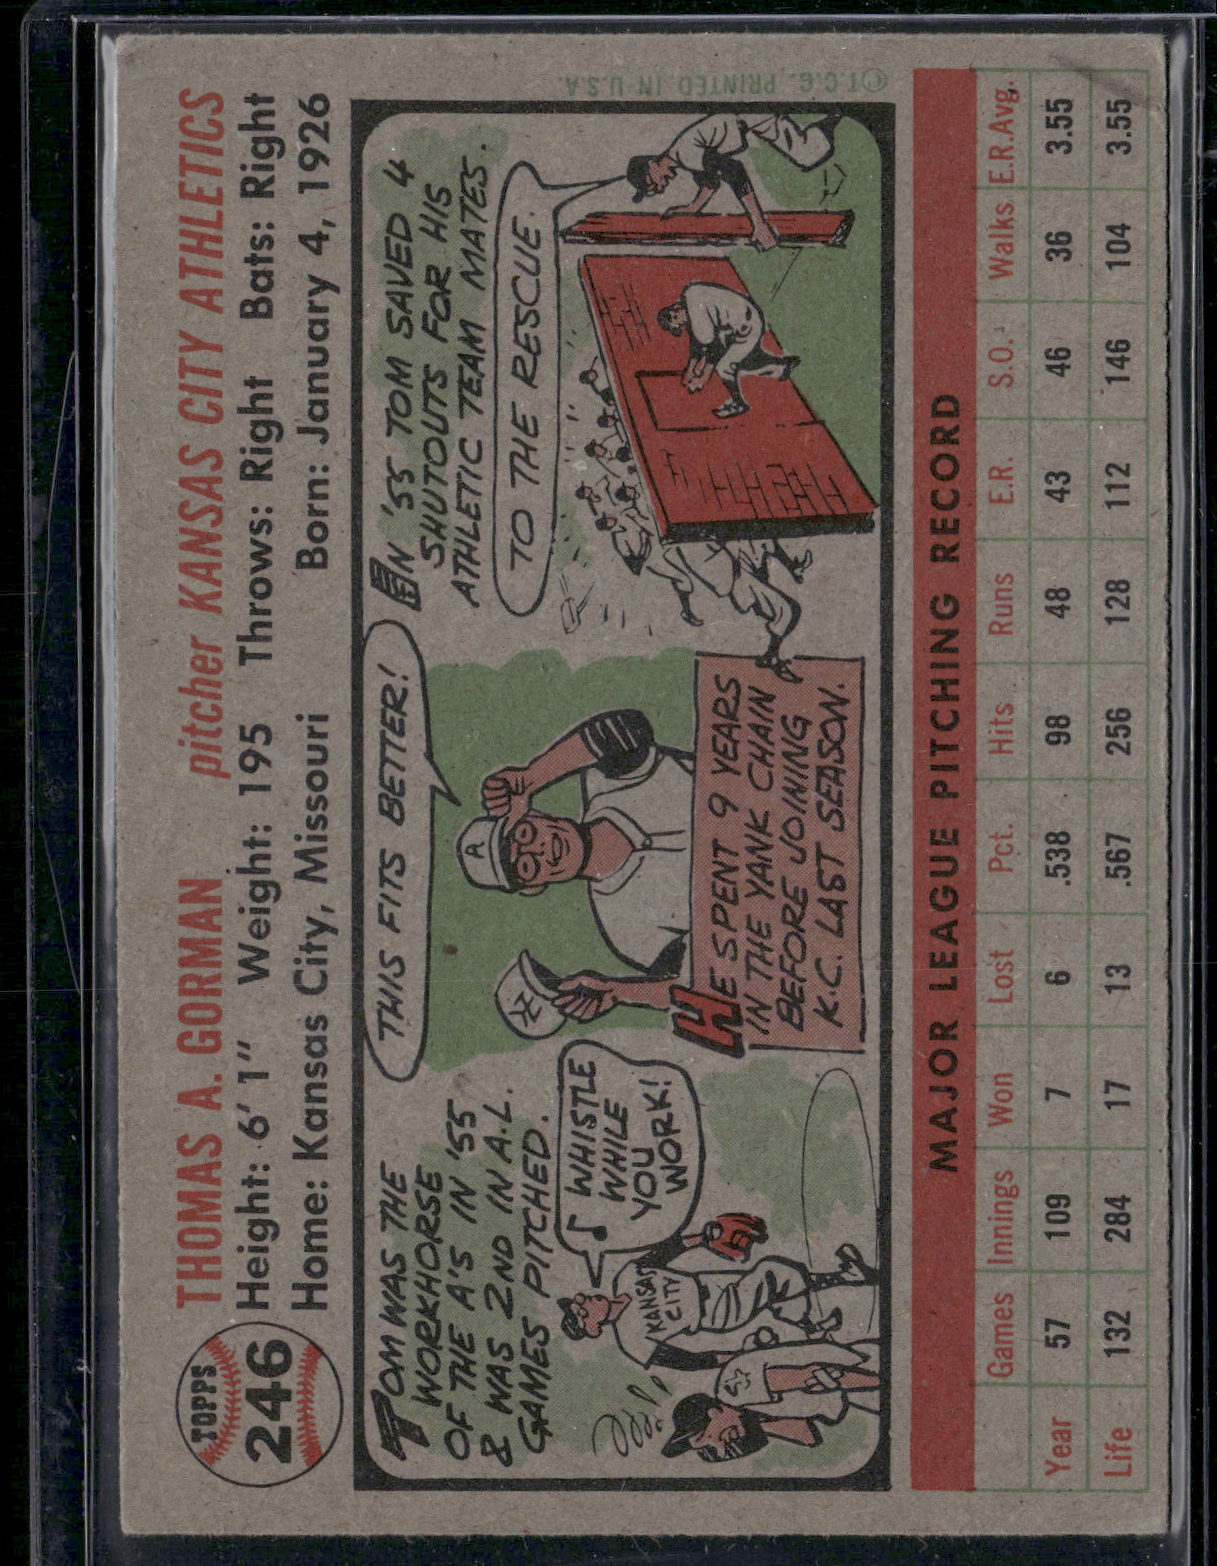 TOPPS
246
THOMAS A. GORMAN pitcher KANSAS CITY ATHLETICS
Height: 6' 1" Weight: 195 Throws: Right Bats: Right
Home: Kansas City, Missouri Born: January 4, 1926
TOM WAS THE
WORKHORSE
OF THE A'S IN '55
& WAS 2ND IN A.L.
GAMES PITCHED.
WHISTLE
WHILE
YOU
WORK!
KANSAS
CITY
THIS FITS BETTER!
A
HE SPENT 9 YEARS
IN THE YANK CHAIN
BEFORE JOINING
K.C. LAST SEASON.
IN '55 TOM SAVED 4
SHUTOUTS FOR HIS
ATHLETIC TEAM MATES.
TO THE RESCUE.
©T.C.G. PRINTED IN U.S.A.
MAJOR LEAGUE PITCHING RECORD
Games Innings Won Lost Pct. Hits Runs E.R. S.O. Walks E.R.Avg.
Year 57 109 7 6 .538 98 48 43 46 36 3.55
Life 132 284 17 13 .567 256 128 112 146 104 3.55